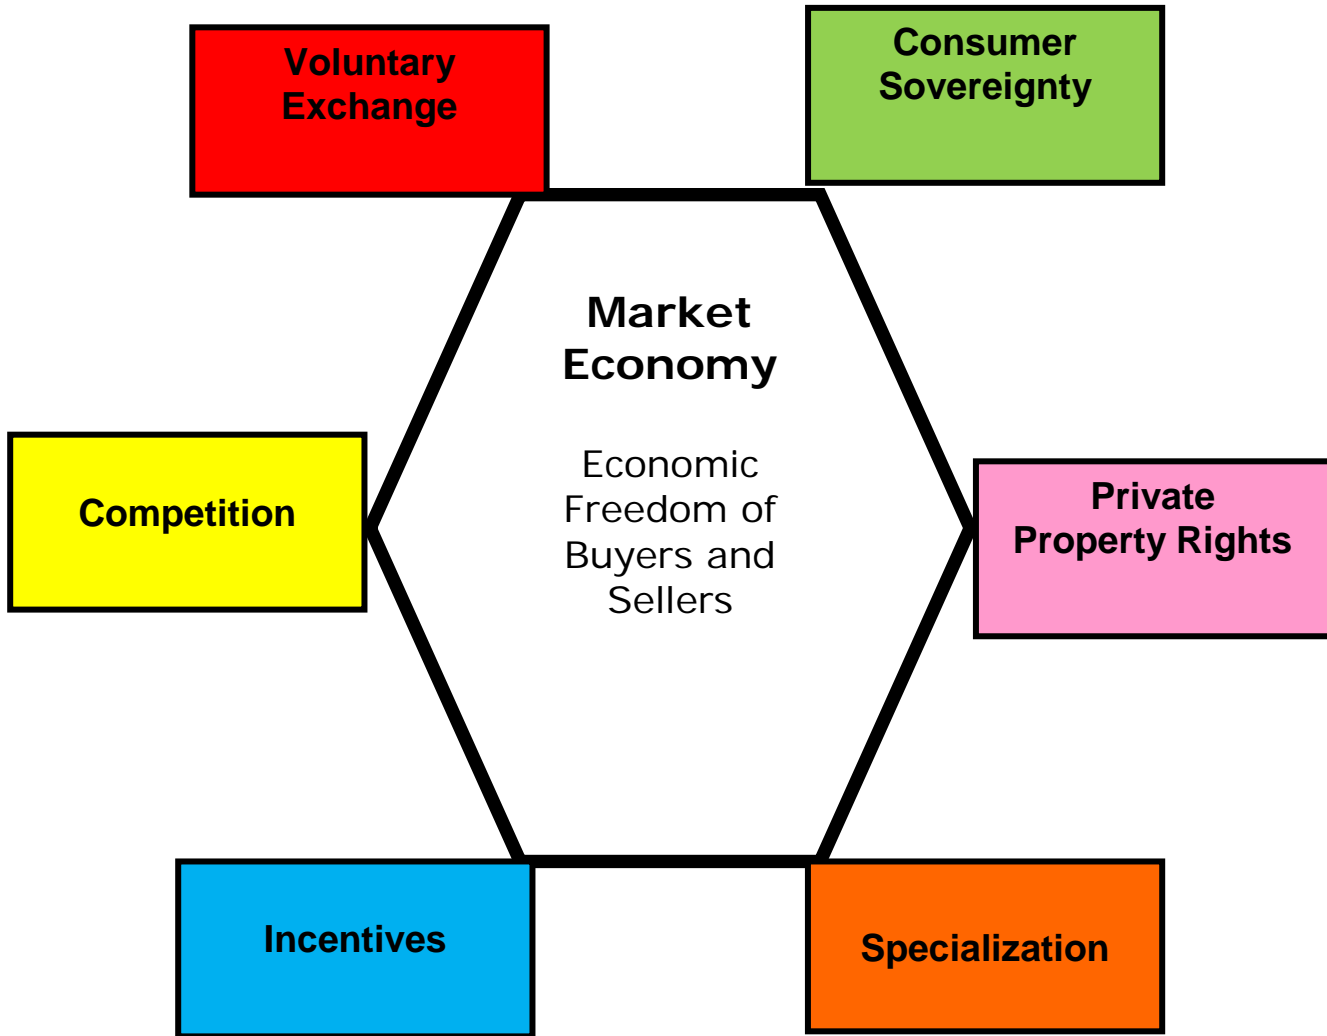 Voluntary
Exchange
Consumer
Sovereignty
Market
Economy
Economic
Freedom of
Buyers and
Sellers
Competition
Private
Property Rights
Incentives
Specialization